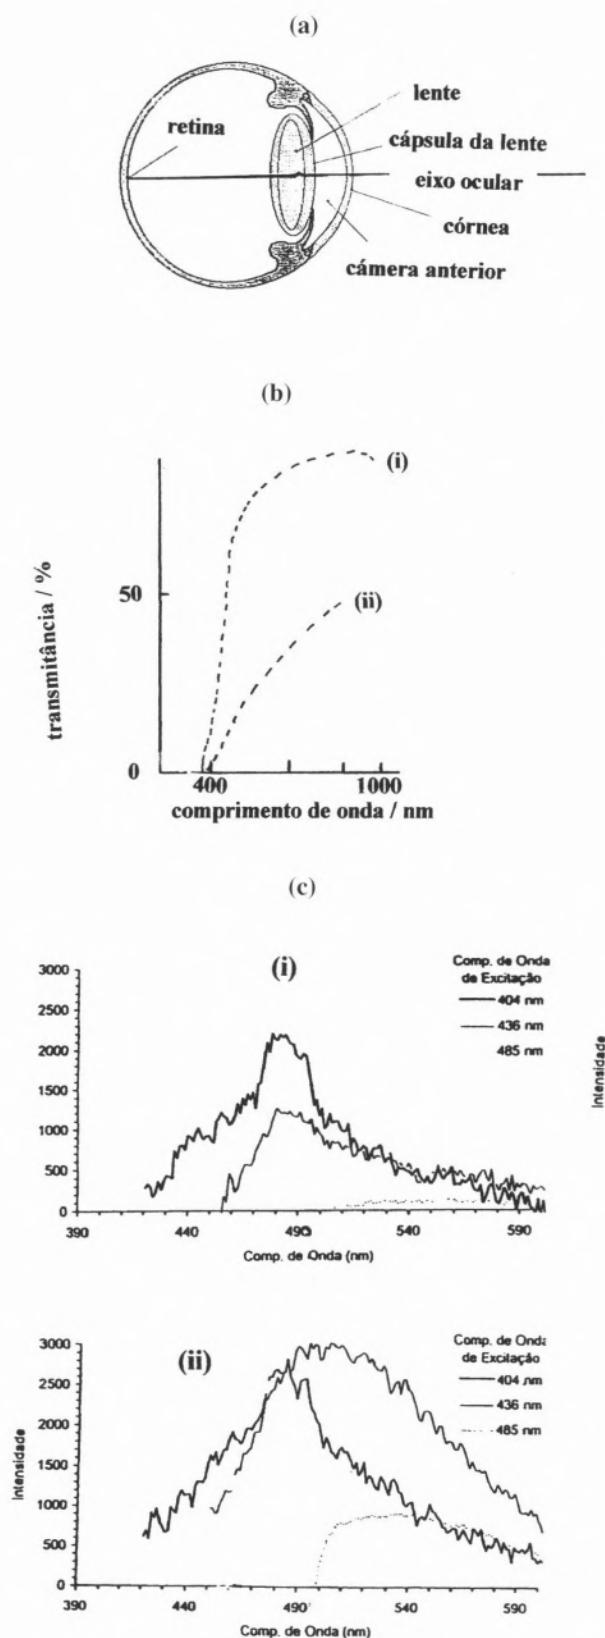 (a)
lente
retina
cápsula da lente
eixo ocular
córnea
cámera anterior
(b)
(i)
50
(ii)
transmitância / %
0
400
1000
comprimento de onda / nm
(c)
(i)
Comp. de Onda
de Excitação
404 nm
436 nm
485 nm
3000
2500
2000
1500
1000
500
0
390
440
490
540
590
Comp. de Onda (nm)
Intensidade
(ii)
Comp. de Onda
de Excitação
404 nm
436 nm
485 nm
3000
2500
2000
1500
1000
500
0
Intensidade
390
440
490
540
590
Comp. de Onda (nm)